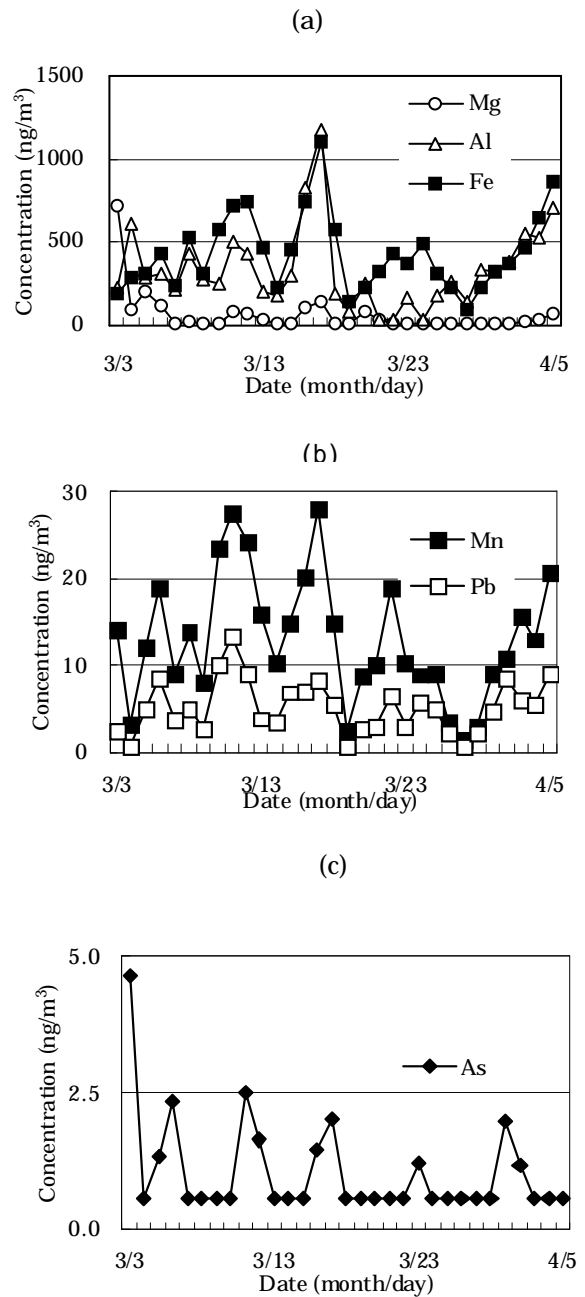 (a)
1500
1000
500
0
Concentration (ng/m³)
Mg
Al
Fe
3/3 3/13 3/23 4/5
Date (month/day)
(b)
30
20
10
0
Concentration (ng/m³)
Mn
Pb
3/3 3/13 3/23 4/5
Date (month/day)
(c)
5.0
2.5
0.0
Concentration (ng/m³)
As
3/3 3/13 3/23 4/5
Date (month/day)